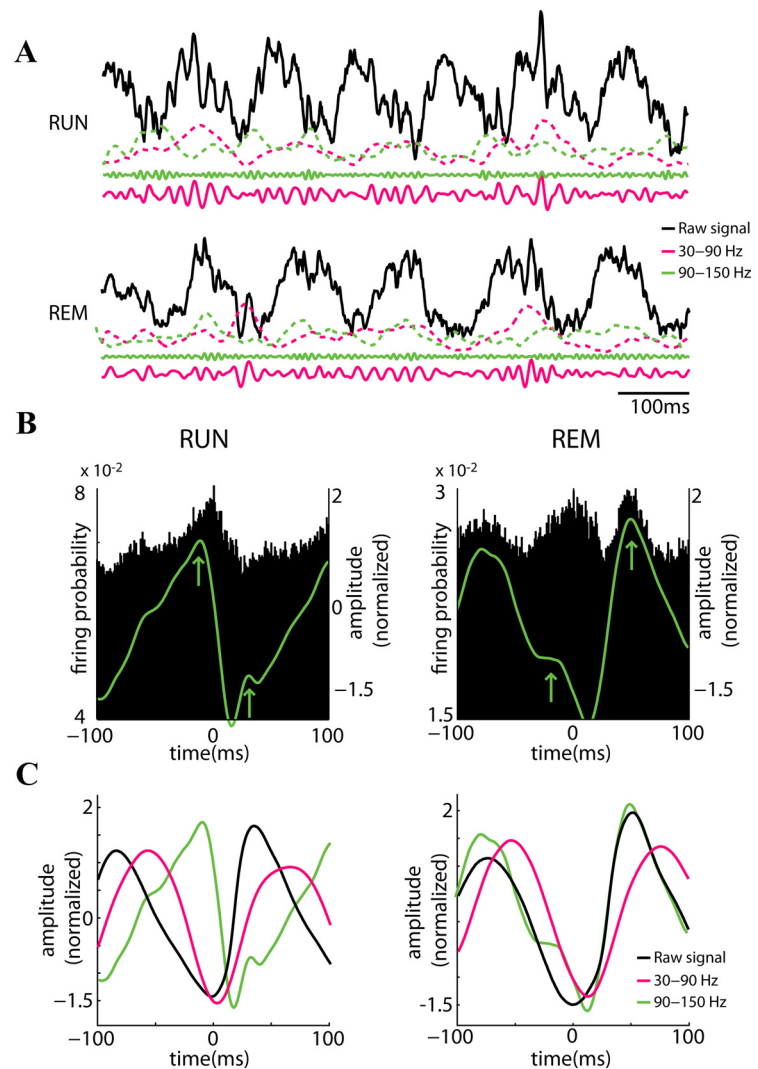 A
RUN
Raw signal
30–90 Hz
90–150 Hz
REM
100ms
B
RUN
REM
x 10-2
8
4
firing probability
2
0
−1.5
amplitude
(normalized)
−100
0
100
time(ms)
x 10-2
3
1.5
firing probability
2
0
−1.5
amplitude
(normalized)
−100
0
100
time(ms)
C
2
0
−1.5
amplitude
(normalized)
−100
0
100
time(ms)
2
0
−1.5
amplitude
(normalized)
−100
0
100
time(ms)
Raw signal
30–90 Hz
90–150 Hz